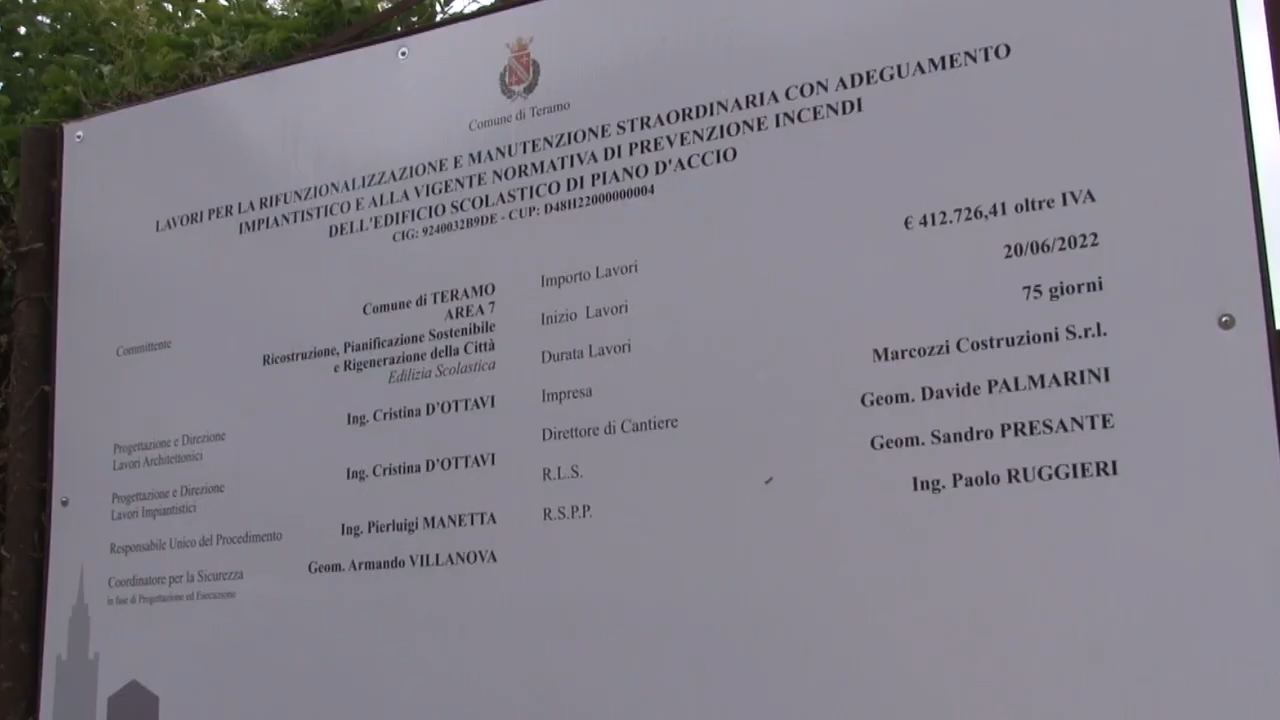 Comune di Teramo
LAVORI PER LA RIFUNZIONALIZZAZIONE E MANUTENZIONE STRAORDINARIA CON ADEGUAMENTO
IMPIANTISTICO E ALLA VIGENTE NORMATIVA DI PREVENZIONE INCENDI
DELL'EDIFICIO SCOLASTICO DI PIANO D'ACCIO
CIG: 9240032B9DE - CUP: D48H22000000004
Committente
Comune di TERAMO
AREA 7
Ricostruzione, Pianificazione Sostenibile
e Rigenerazione della Città
Edilizia Scolastica
Progettazione e Direzione
Lavori Architettonici
Ing. Cristina D'OTTAVI
Progettazione e Direzione
Lavori Impiantistici
Ing. Cristina D'OTTAVI
Responsabile Unico del Procedimento
Ing. Pierluigi MANETTA
Coordinatore per la Sicurezza
in fase di Progettazione ed Esecuzione
Geom. Armando VILLANOVA
Importo Lavori
€ 412.726,41 oltre IVA
Inizio Lavori
20/06/2022
Durata Lavori
75 giorni
Impresa
Marcozzi Costruzioni S.r.l.
Direttore di Cantiere
Geom. Davide PALMARINI
R.L.S.
Geom. Sandro PRESANTE
R.S.P.P.
Ing. Paolo RUGGIERI